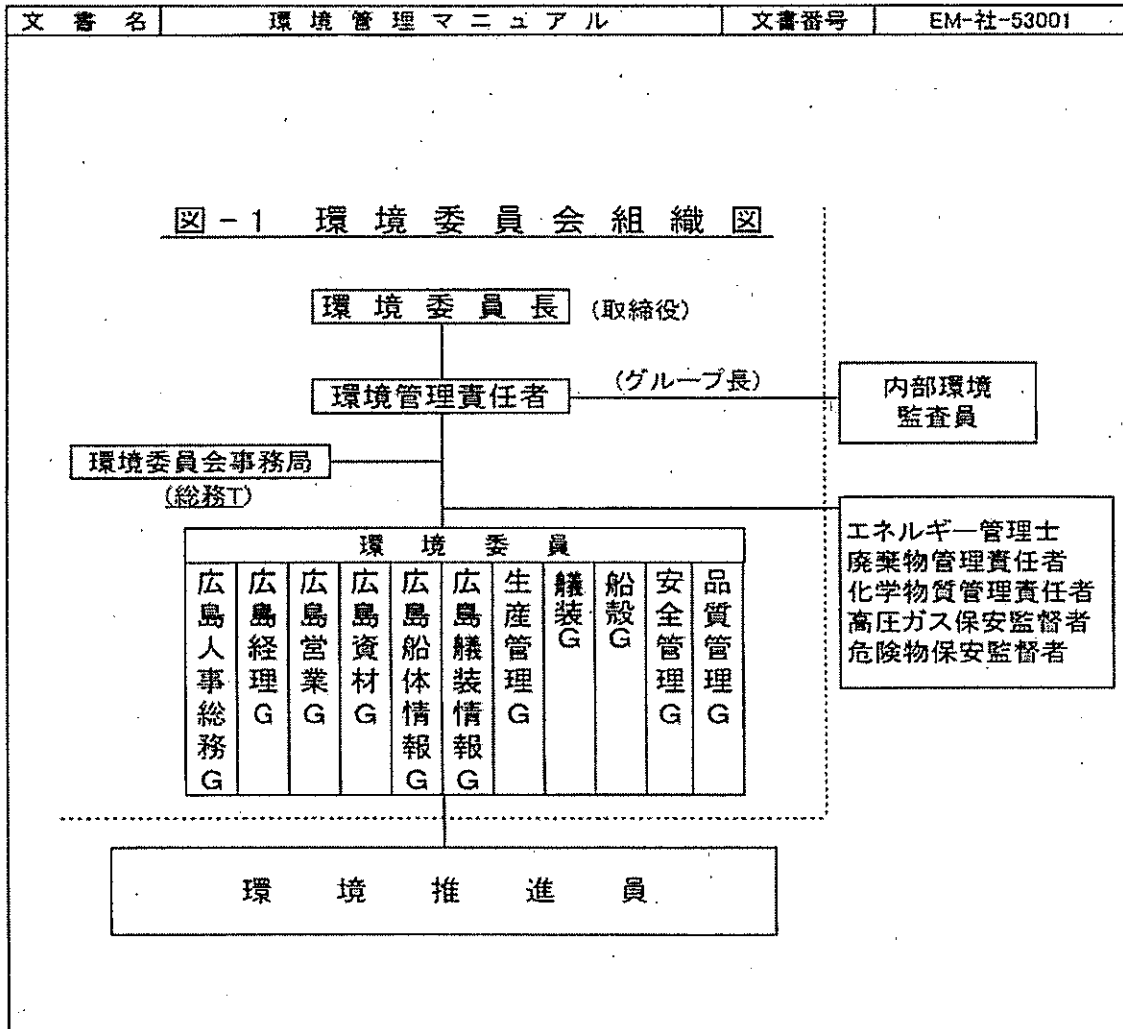 文書名 環境管理マニュアル 文書番号 EM-社-53001
図-1 環境委員会組織図
環境委員長 (取締役)
環境管理責任者 (グループ長)
内部環境
監査員
環境委員会事務局
(総務T)
エネルギー管理士
廃棄物管理責任者
化学物質管理責任者
高圧ガス保安監督者
危険物保安監督者
環境委員
広島人事総務G
広島経理G
広島営業G
広島資材G
広島船体情報G
広島艤装情報G
生産管理G
艤装G
船殻G
安全管理G
品質管理G
環境推進員